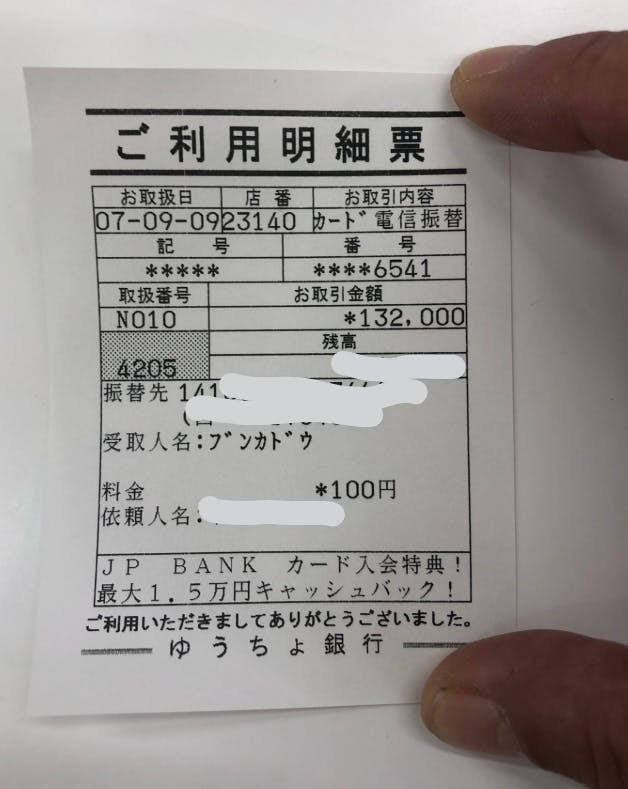 ご利用明細票
お取扱日 店番 お取引内容
07-09-09 23140 カード電信振替
記号 番号
***** ****6541
取扱番号 お取引金額
N010 *132,000
残高
4205
振替先 141
受取人名:ブンカドウ
料金 *100円
依頼人名:
JP BANK カード入会特典!
最大1.5万円キャッシュバック!
ご利用いただきましてありがとうございました。
ゆうちょ銀行